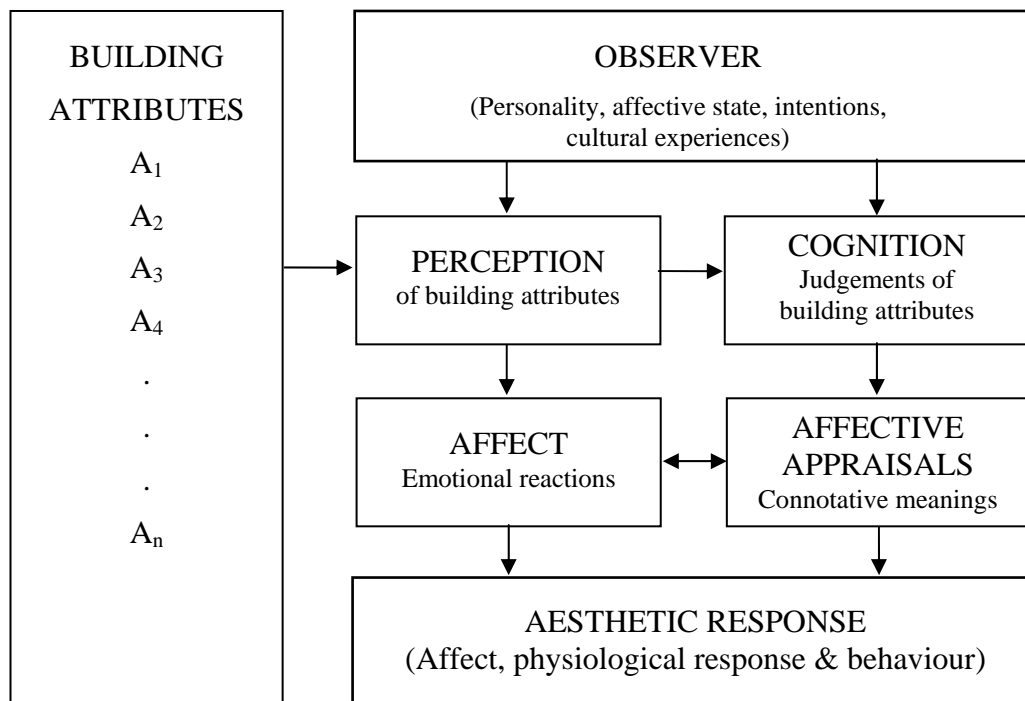 BUILDING
ATTRIBUTES
A₁
A₂
A₃
A₄
.
.
.
Aₙ
OBSERVER
(Personality, affective state, intentions,
cultural experiences)
PERCEPTION
of building attributes
COGNITION
Judgements of
building attributes
AFFECT
Emotional reactions
AFFECTIVE
APPRAISALS
Connotative meanings
AESTHETIC RESPONSE
(Affect, physiological response & behaviour)